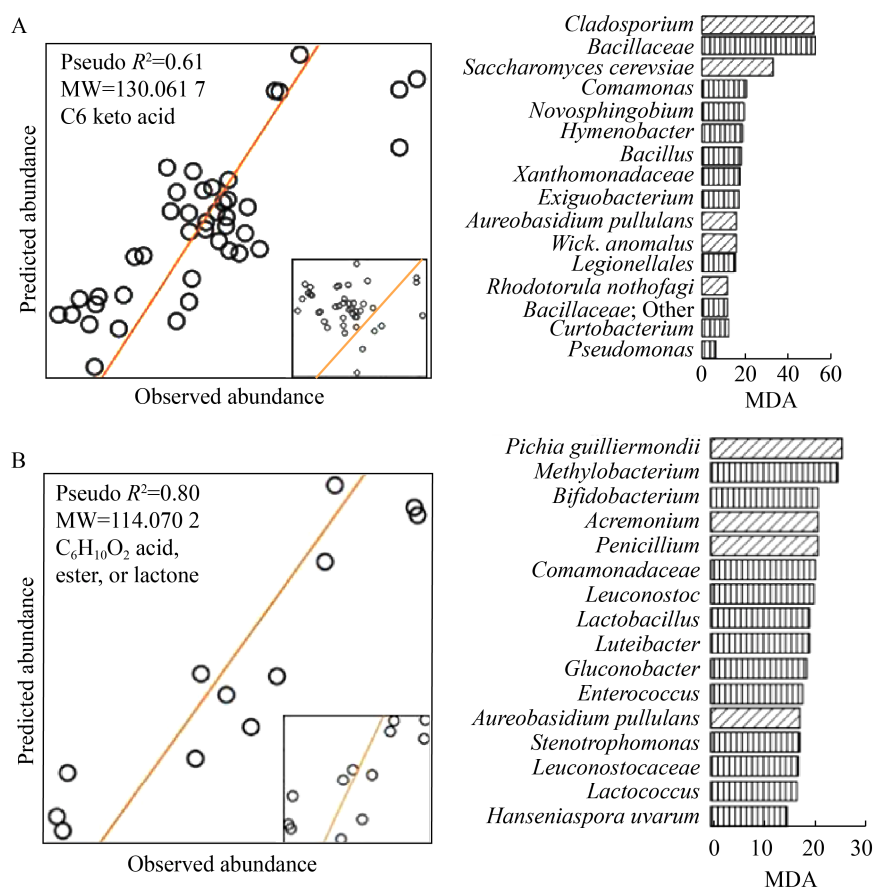 A
Pseudo R²=0.61
MW=130.061 7
C6 keto acid
Predicted abundance
Observed abundance
Cladosporium
Bacillaceae
Saccharomyces cerevsiae
Comamonas
Novosphingobium
Hymenobacter
Bacillus
Xanthomonadaceae
Exiguobacterium
Aureobasidium pullulans
Wick. anomalus
Legionellales
Rhodotorula nothofagi
Bacillaceae; Other
Curtobacterium
Pseudomonas
0 20 40 60
MDA
B
Pseudo R²=0.80
MW=114.070 2
C₆H₁₀O₂ acid,
ester, or lactone
Predicted abundance
Observed abundance
Pichia guilliermondii
Methylobacterium
Bifidobacterium
Acremonium
Penicillium
Comamonadaceae
Leuconostoc
Lactobacillus
Luteibacter
Gluconobacter
Enterococcus
Aureobasidium pullulans
Stenotrophomonas
Leuconostocaceae
Lactococcus
Hanseniaspora uvarum
0 10 20 30
MDA